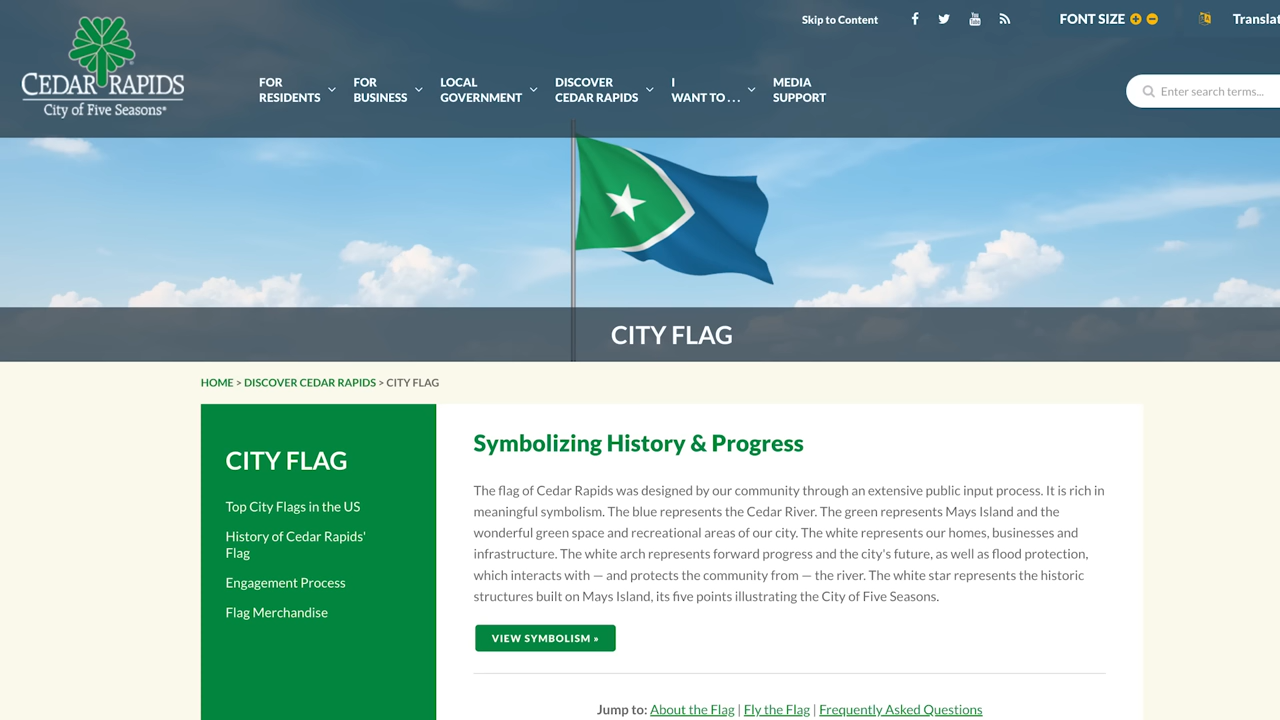 Skip to Content
FONT SIZE
CEDAR RAPIDS
City of Five Seasons
FOR RESIDENTS
FOR BUSINESS
LOCAL GOVERNMENT
DISCOVER CEDAR RAPIDS
I WANT TO . . .
MEDIA SUPPORT
Enter search terms...
CITY FLAG
HOME > DISCOVER CEDAR RAPIDS > CITY FLAG
CITY FLAG
Top City Flags in the US
History of Cedar Rapids'
Flag
Engagement Process
Flag Merchandise
Symbolizing History & Progress
The flag of Cedar Rapids was designed by our community through an extensive public input process. It is rich in
meaningful symbolism. The blue represents the Cedar River. The green represents Mays Island and the
wonderful green space and recreational areas of our city. The white represents our homes, businesses and
infrastructure. The white arch represents forward progress and the city's future, as well as flood protection,
which interacts with — and protects the community from — the river. The white star represents the historic
structures built on Mays Island, its five points illustrating the City of Five Seasons.
VIEW SYMBOLISM »
Jump to: About the Flag | Fly the Flag | Frequently Asked Questions